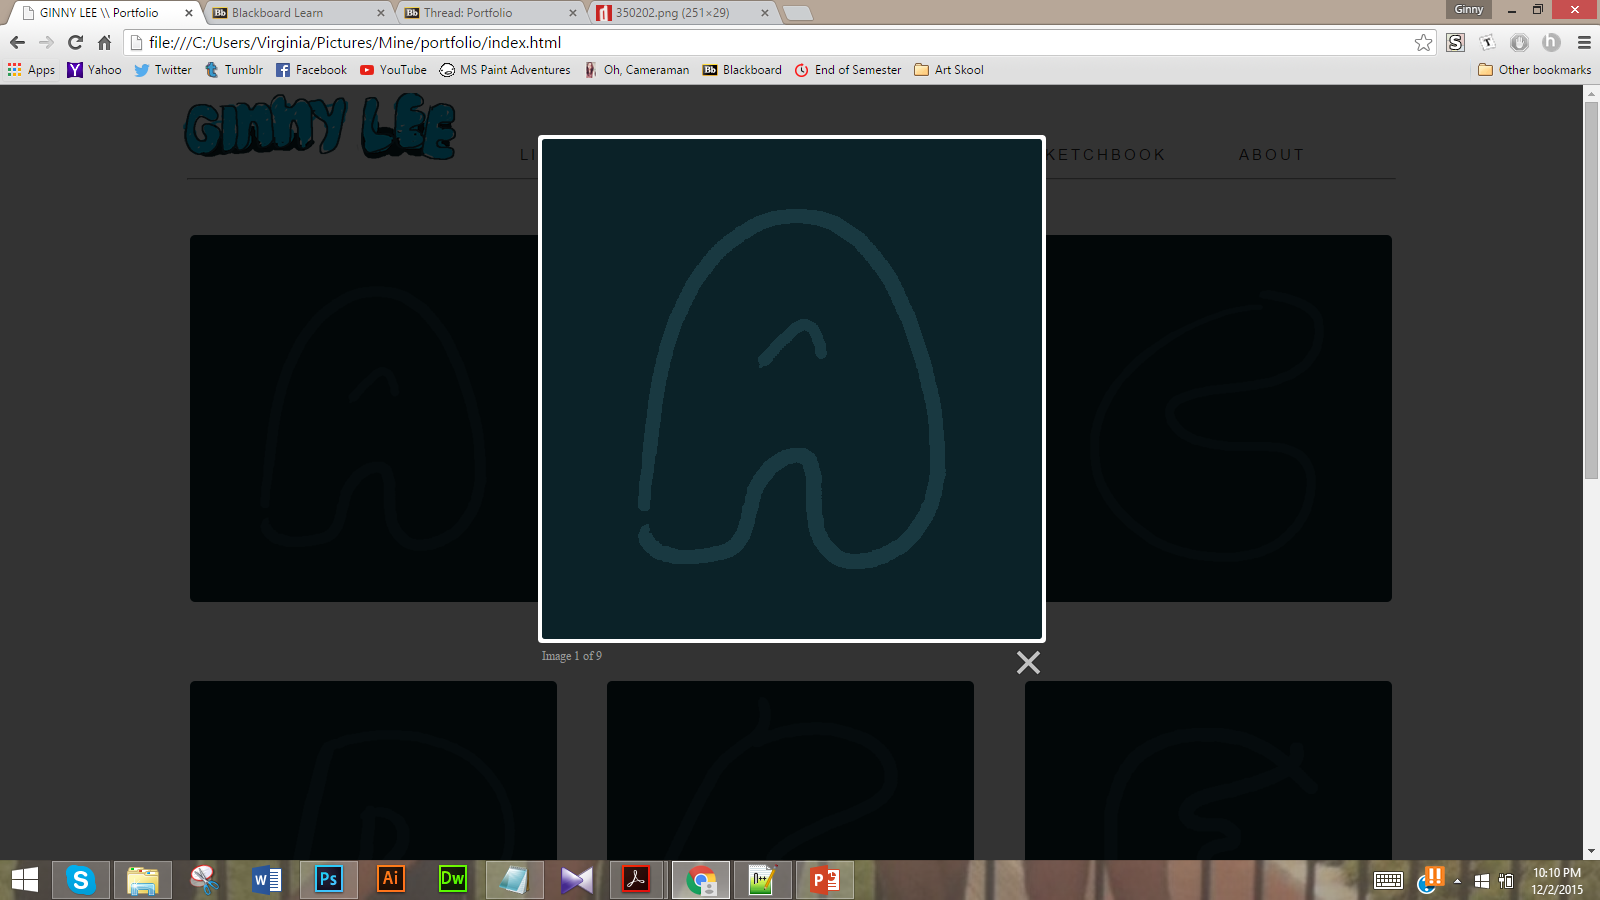 GINNY LEE \\ Portfolio
Blackboard Learn
Thread: Portfolio
350202.png (251×29)
Ginny
file:///C:/Users/Virginia/Pictures/Mine/portfolio/index.html
Apps
Yahoo
Twitter
Tumblr
Facebook
YouTube
MS Paint Adventures
Oh, Cameraman
Blackboard
End of Semester
Art Skool
Other bookmarks
GINNY LEE
LI
KETCHBOOK
ABOUT
A
Image 1 of 9
10:10 PM
12/2/2015